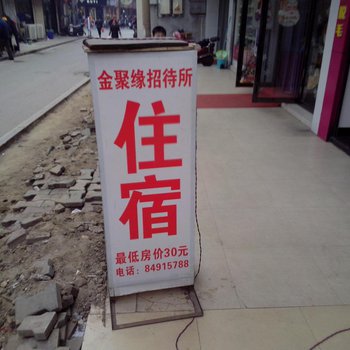 金聚缘招待所
住
宿
最低房价30元
电话：84915788